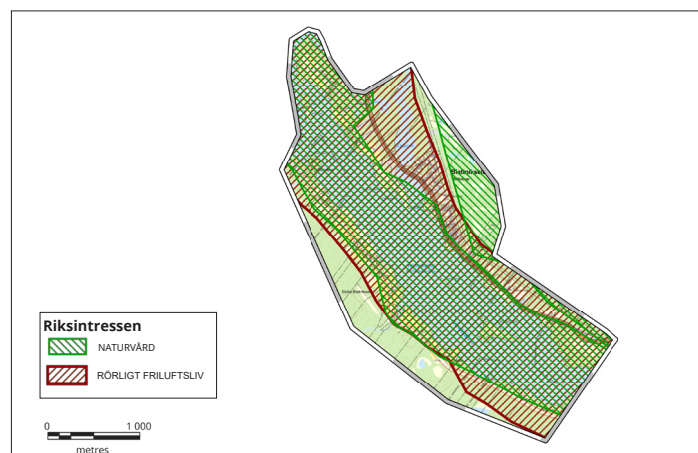 Riksintressen
NATURVÅRD
RÖRLIGT FRILUFTSLIV
0 1 000
metres